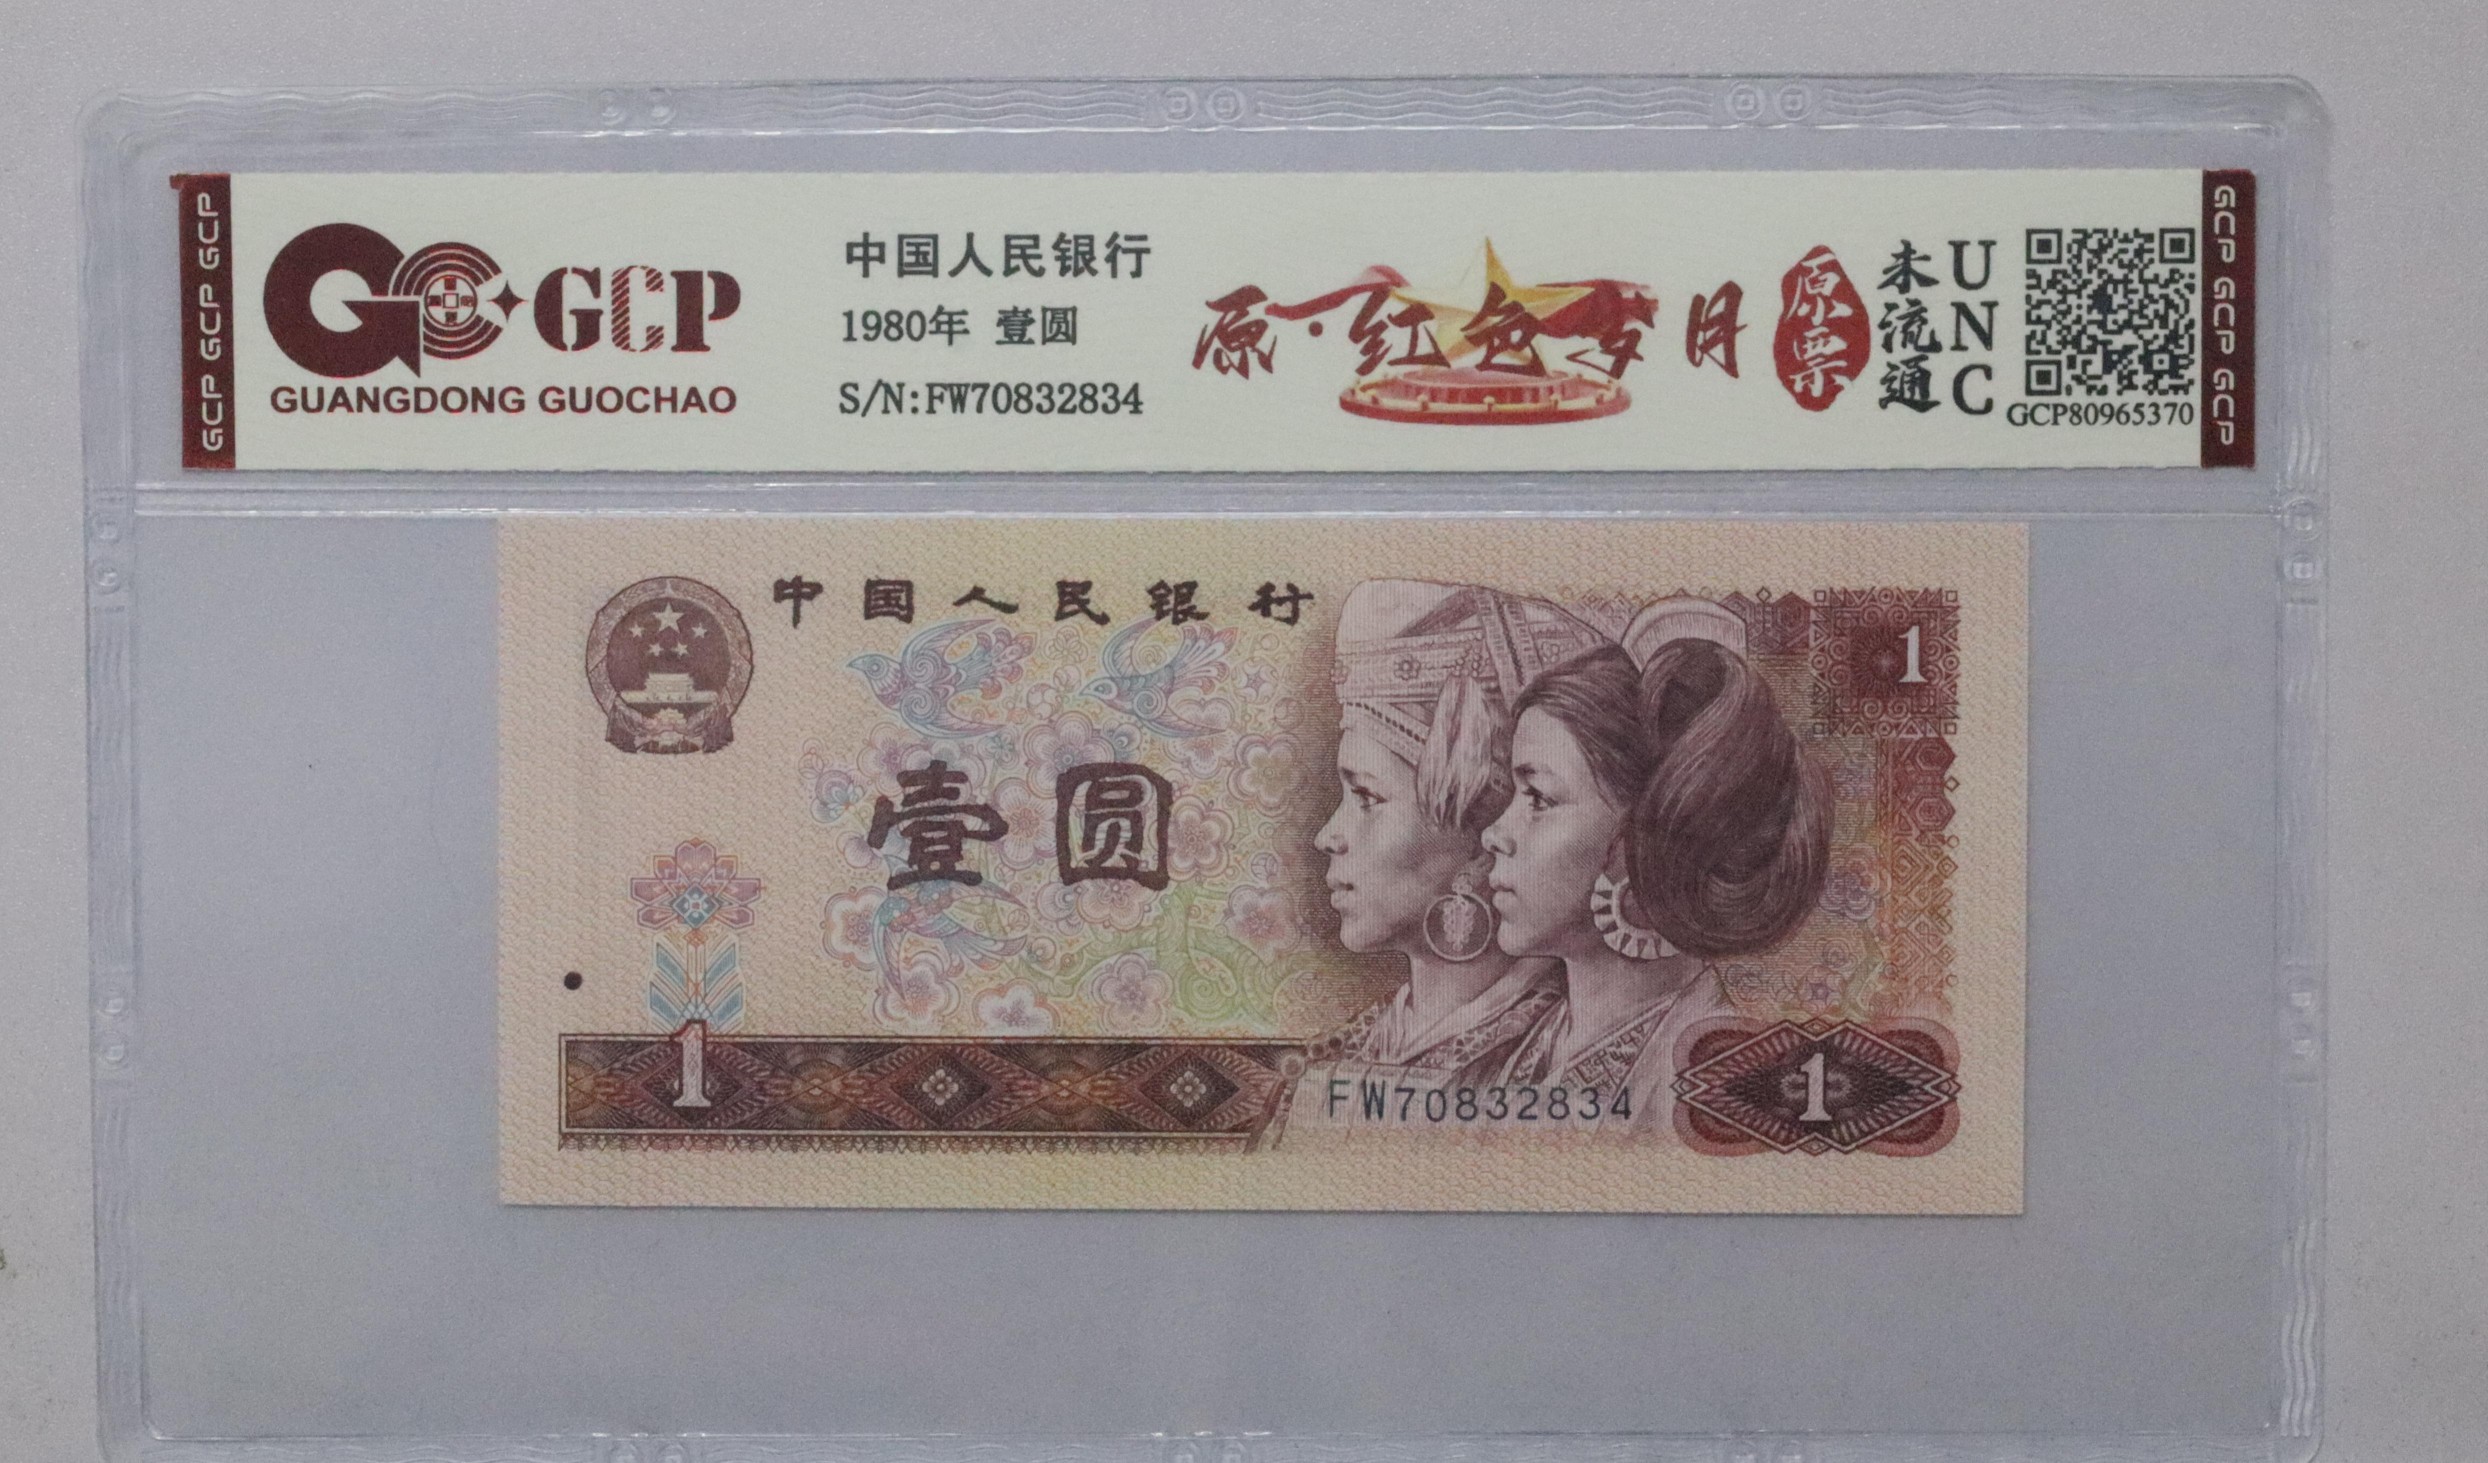 GCP GCP GCP
GCP
GUANGDONG GUOCHAO
中国人民银行
1980年 壹圆
S/N:FW70832834
原·红色岁月
原票
未流通
UNC
GCP80965370
GCP GCP GCP
中国人民银行
1
壹圆
1
FW70832834
1